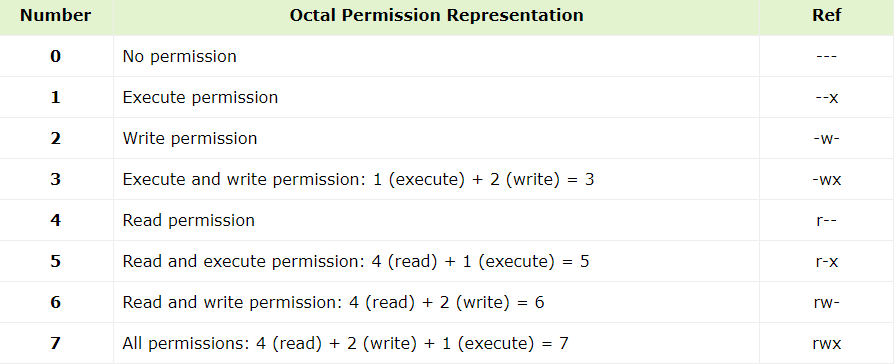 Number Octal Permission Representation Ref
0 No permission ---
1 Execute permission --x
2 Write permission -w-
3 Execute and write permission: 1 (execute) + 2 (write) = 3 -wx
4 Read permission r--
5 Read and execute permission: 4 (read) + 1 (execute) = 5 r-x
6 Read and write permission: 4 (read) + 2 (write) = 6 rw-
7 All permissions: 4 (read) + 2 (write) + 1 (execute) = 7 rwx